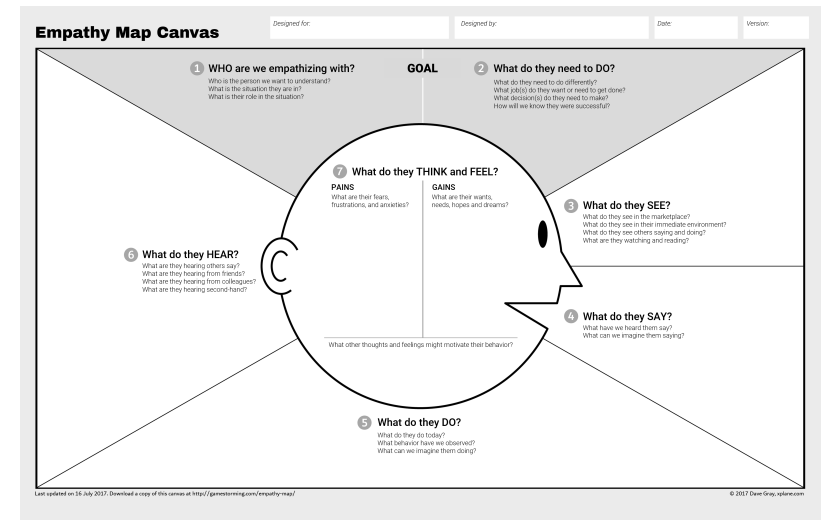 Empathy Map Canvas
Designed for:
Designed by:
Date:
Version:
1 WHO are we empathizing with?
Who is the person we want to understand?
What is the situation they are in?
What is their role in the situation?
GOAL
2 What do they need to DO?
What do they need to do differently?
What job(s) do they want or need to get done?
What decision(s) do they need to make?
How will we know they were successful?
7 What do they THINK and FEEL?
PAINS
What are their fears,
frustrations, and anxieties?
GAINS
What are their wants,
needs, hopes and dreams?
3 What do they SEE?
What do they see in the marketplace?
What do they see in their immediate environment?
What do they see others saying and doing?
What are they watching and reading?
6 What do they HEAR?
What are they hearing others say?
What are they hearing from friends?
What are they hearing from colleagues?
What are they hearing second-hand?
4 What do they SAY?
What have we heard them say?
What can we imagine them saying?
What other thoughts and feelings might motivate their behavior?
5 What do they DO?
What do they do today?
What behavior have we observed?
What can we imagine them doing?
Last updated on 16 July 2017. Download a copy of this canvas at http://gamestorming.com/empathy-map/
© 2017 Dave Gray, xplane.com